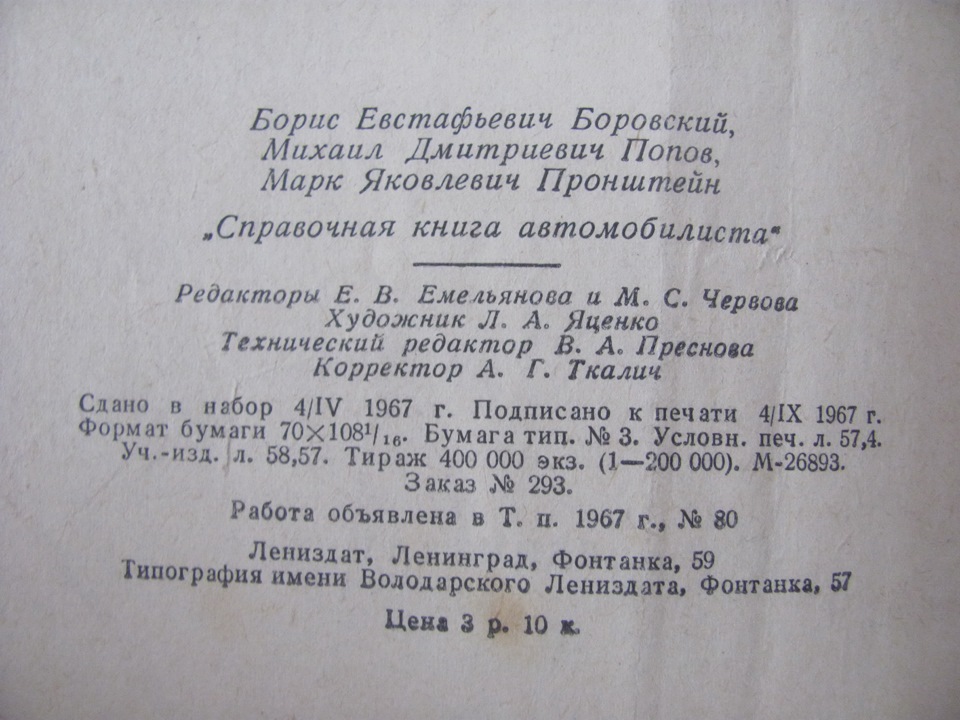 Борис Евстафьевич Боровский,
Михаил Дмитриевич Попов,
Марк Яковлевич Пронштейн
„Справочная книга автомобилиста“
Редакторы Е. В. Емельянова и М. С. Червова
Художник Л. А. Яценко
Технический редактор В. А. Преснова
Корректор А. Г. Ткалич
Сдано в набор 4/IV 1967 г. Подписано к печати 4/IX 1967 г.
Формат бумаги 70×108¹/₁₆. Бумага тип. № 3. Условн. печ. л. 57,4.
Уч.-изд. л. 58,57. Тираж 400 000 экз. (1—200 000). М-26893.
Заказ № 293.
Работа объявлена в Т. п. 1967 г., № 80
Лениздат, Ленинград, Фонтанка, 59
Типография имени Володарского Лениздата, Фонтанка, 57
Цена 3 р. 10 к.